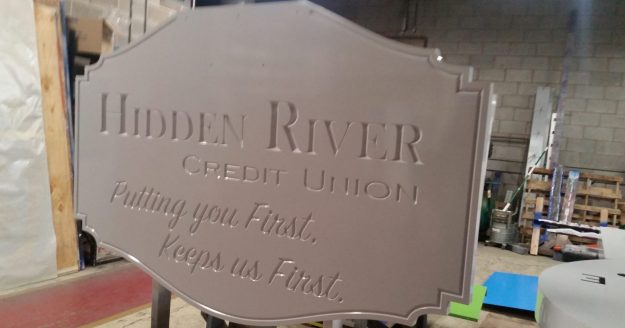 HIDDEN RIVER
CREDIT UNION
Putting you First.
Keeps us First.